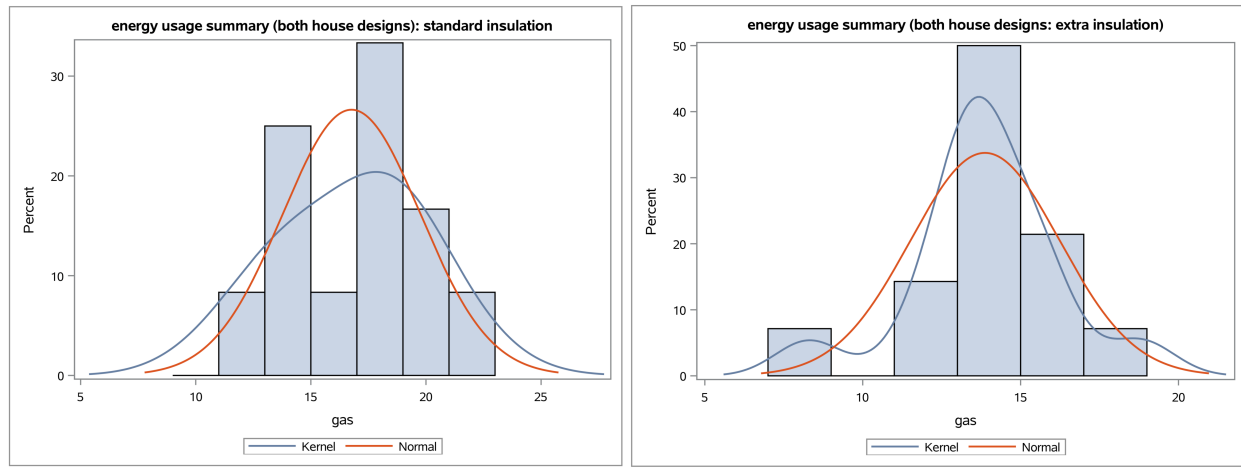 energy usage summary (both house designs): standard insulation
30
20
10
0
Percent
5 10 15 20 25
gas
Kernel Normal
energy usage summary (both house designs: extra insulation)
50
40
30
20
10
0
Percent
5 10 15 20
gas
Kernel Normal